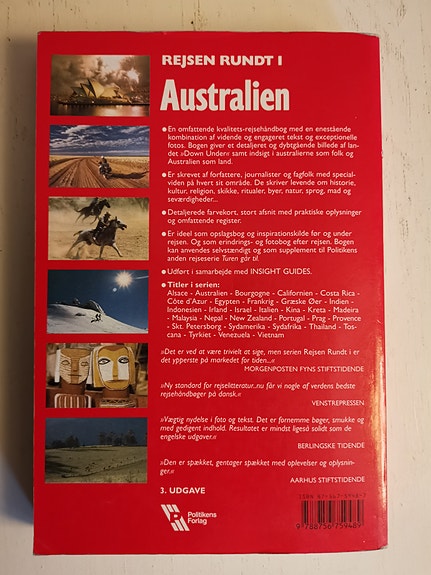 REJSEN RUNDT I
Australien
● En omfattende kvalitets-rejsehåndbog med en enestående
kombination af vidende og engageret tekst og exceptionelle
fotos. Bogen giver et detaljeret og dybtgående billede af lan-
det »Down Under« samt indsigt i australierne som folk og
Australien som land.
● Er skrevet af forfattere, journalister og fagfolk med special-
viden på hvert sit område. De skriver levende om historie,
kultur, religion, skikke, ritualer, byer, natur, sprog, mad og
seværdigheder...
● Detaljerede farvekort, stort afsnit med praktiske oplysninger
og omfattende register.
● Er ideel som opslagsbog og inspirationskilde før og under
rejsen. Og som erindrings- og fotobog efter rejsen. Bogen
kan anvendes selvstændigt og som supplement til Politikens
anden rejseserie Turen går til.
● Udført i samarbejde med INSIGHT GUIDES.
● Titler i serien:
Alsace - Australien - Bourgogne - Californien - Costa Rica -
Côte d'Azur - Egypten - Frankrig - Græske Øer - Indien -
Indonesien - Irland - Israel - Italien - Kina - Kreta - Madeira
- Malaysia - Nepal - New Zealand - Portugal - Prag - Provence
- Skt. Petersborg - Sydamerika - Sydafrika - Thailand - Tos-
cana - Tyrkiet - Venezuela - Vietnam
»Det er ved at være trivielt at sige, men serien Rejsen Rundt i er
det ypperste på markedet for tiden...«
MORGENPOSTEN FYNS STIFTSTIDENDE
»Ny standard for rejselitteratur..nu får vi nogle af verdens bedste
rejsehåndbøger på dansk.«
VENSTREPRESSEN
»Vægtig nydelse i foto og tekst. Det er fornemme bøger, smukke og
med gedigent indhold. Resultatet er mindst ligeså solidt som de
engelske udgaver.«
BERLINGSKE TIDENDE
»Den er spækket, gentager spækket med oplevelser og oplysnin-
ger.«
AARHUS STIFTSTIDENDE
3. UDGAVE
Politikens
Forlag
ISBN 87-567-5948-9
9 788756 759489